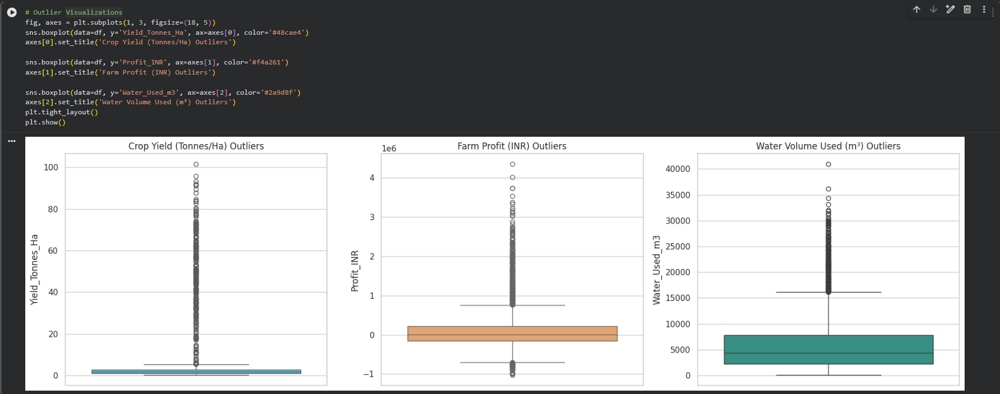 # Outlier Visualizations
fig, axes = plt.subplots(1, 3, figsize=(18, 5))
sns.boxplot(data=df, y='Yield_Tonnes_Ha', ax=axes[0], color='#48cae4')
axes[0].set_title('Crop Yield (Tonnes/Ha) Outliers')
sns.boxplot(data=df, y='Profit_INR', ax=axes[1], color='#f4a261')
axes[1].set_title('Farm Profit (INR) Outliers')
sns.boxplot(data=df, y='Water_Used_m3', ax=axes[2], color='#2a9d8f')
axes[2].set_title('Water Volume Used (m³) Outliers')
plt.tight_layout()
plt.show()
Crop Yield (Tonnes/Ha) Outliers
100
80
60
40
20
0
Yield_Tonnes_Ha
Farm Profit (INR) Outliers
1e6
4
3
2
1
0
−1
Profit_INR
Water Volume Used (m³) Outliers
40000
35000
30000
25000
20000
15000
10000
5000
0
Water_Used_m3